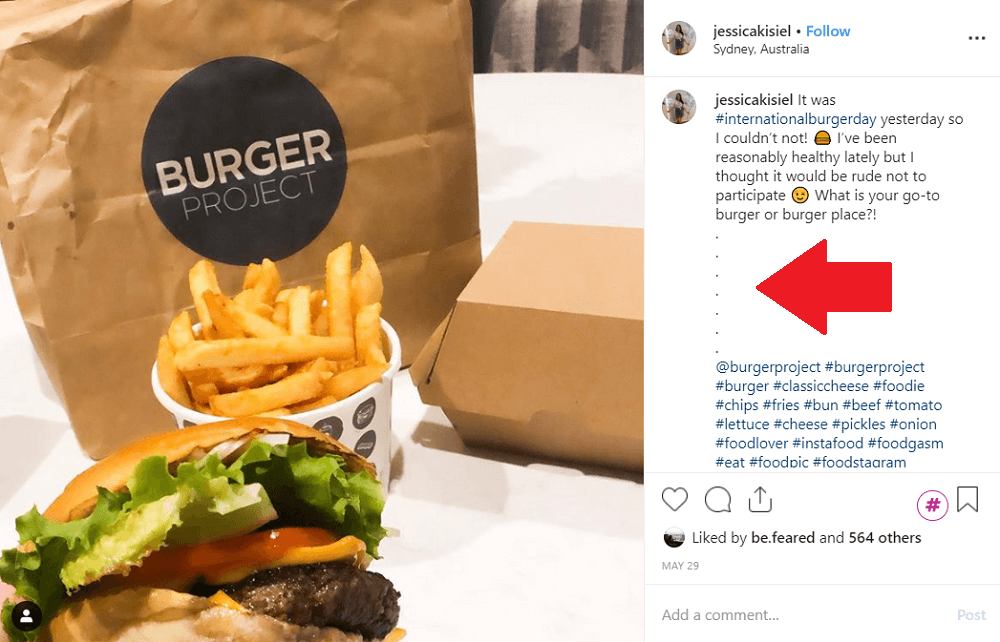 BURGER
PROJECT
jessicakisiel • Follow
Sydney, Australia
jessicakisiel It was
#internationalburgerday yesterday so
I couldn't not! 🍔 I've been
reasonably healthy lately but I
thought it would be rude not to
participate 😉 What is your go-to
burger or burger place?!
.
.
.
.
.
.
.
@burgerproject #burgerproject
#burger #classiccheese #foodie
#chips #fries #bun #beef #tomato
#lettuce #cheese #pickles #onion
#foodlover #instafood #foodgasm
#eat #foodpic #foodstagram
#
Liked by be.feared and 564 others
MAY 29
Add a comment...
Post